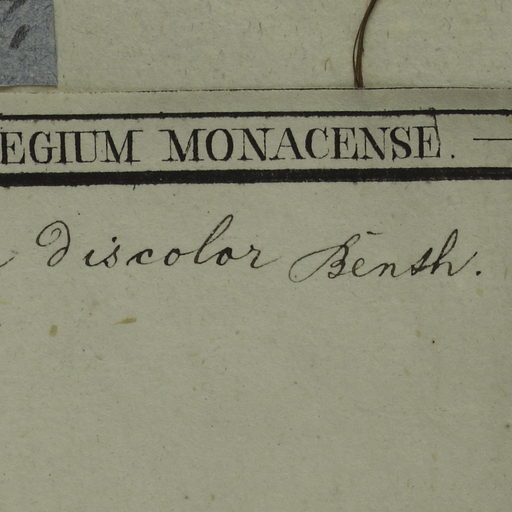 EGIUM MONACENSE. —
discolor Benth.